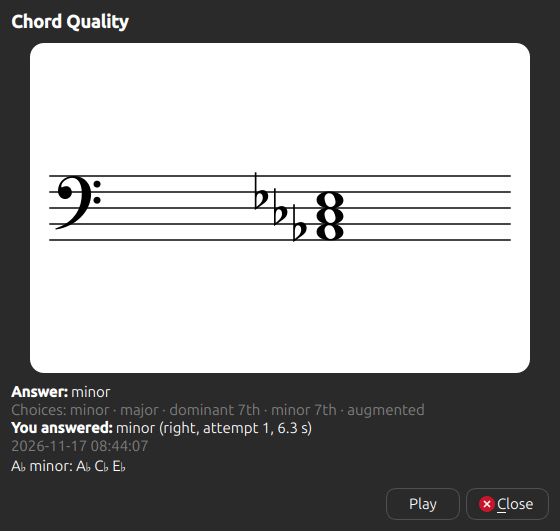 Chord Quality
Answer: minor
Choices: minor · major · dominant 7th · minor 7th · augmented
You answered: minor (right, attempt 1, 6.3 s)
2026-11-17 08:44:07
A♭ minor: A♭ C♭ E♭
Play
Close